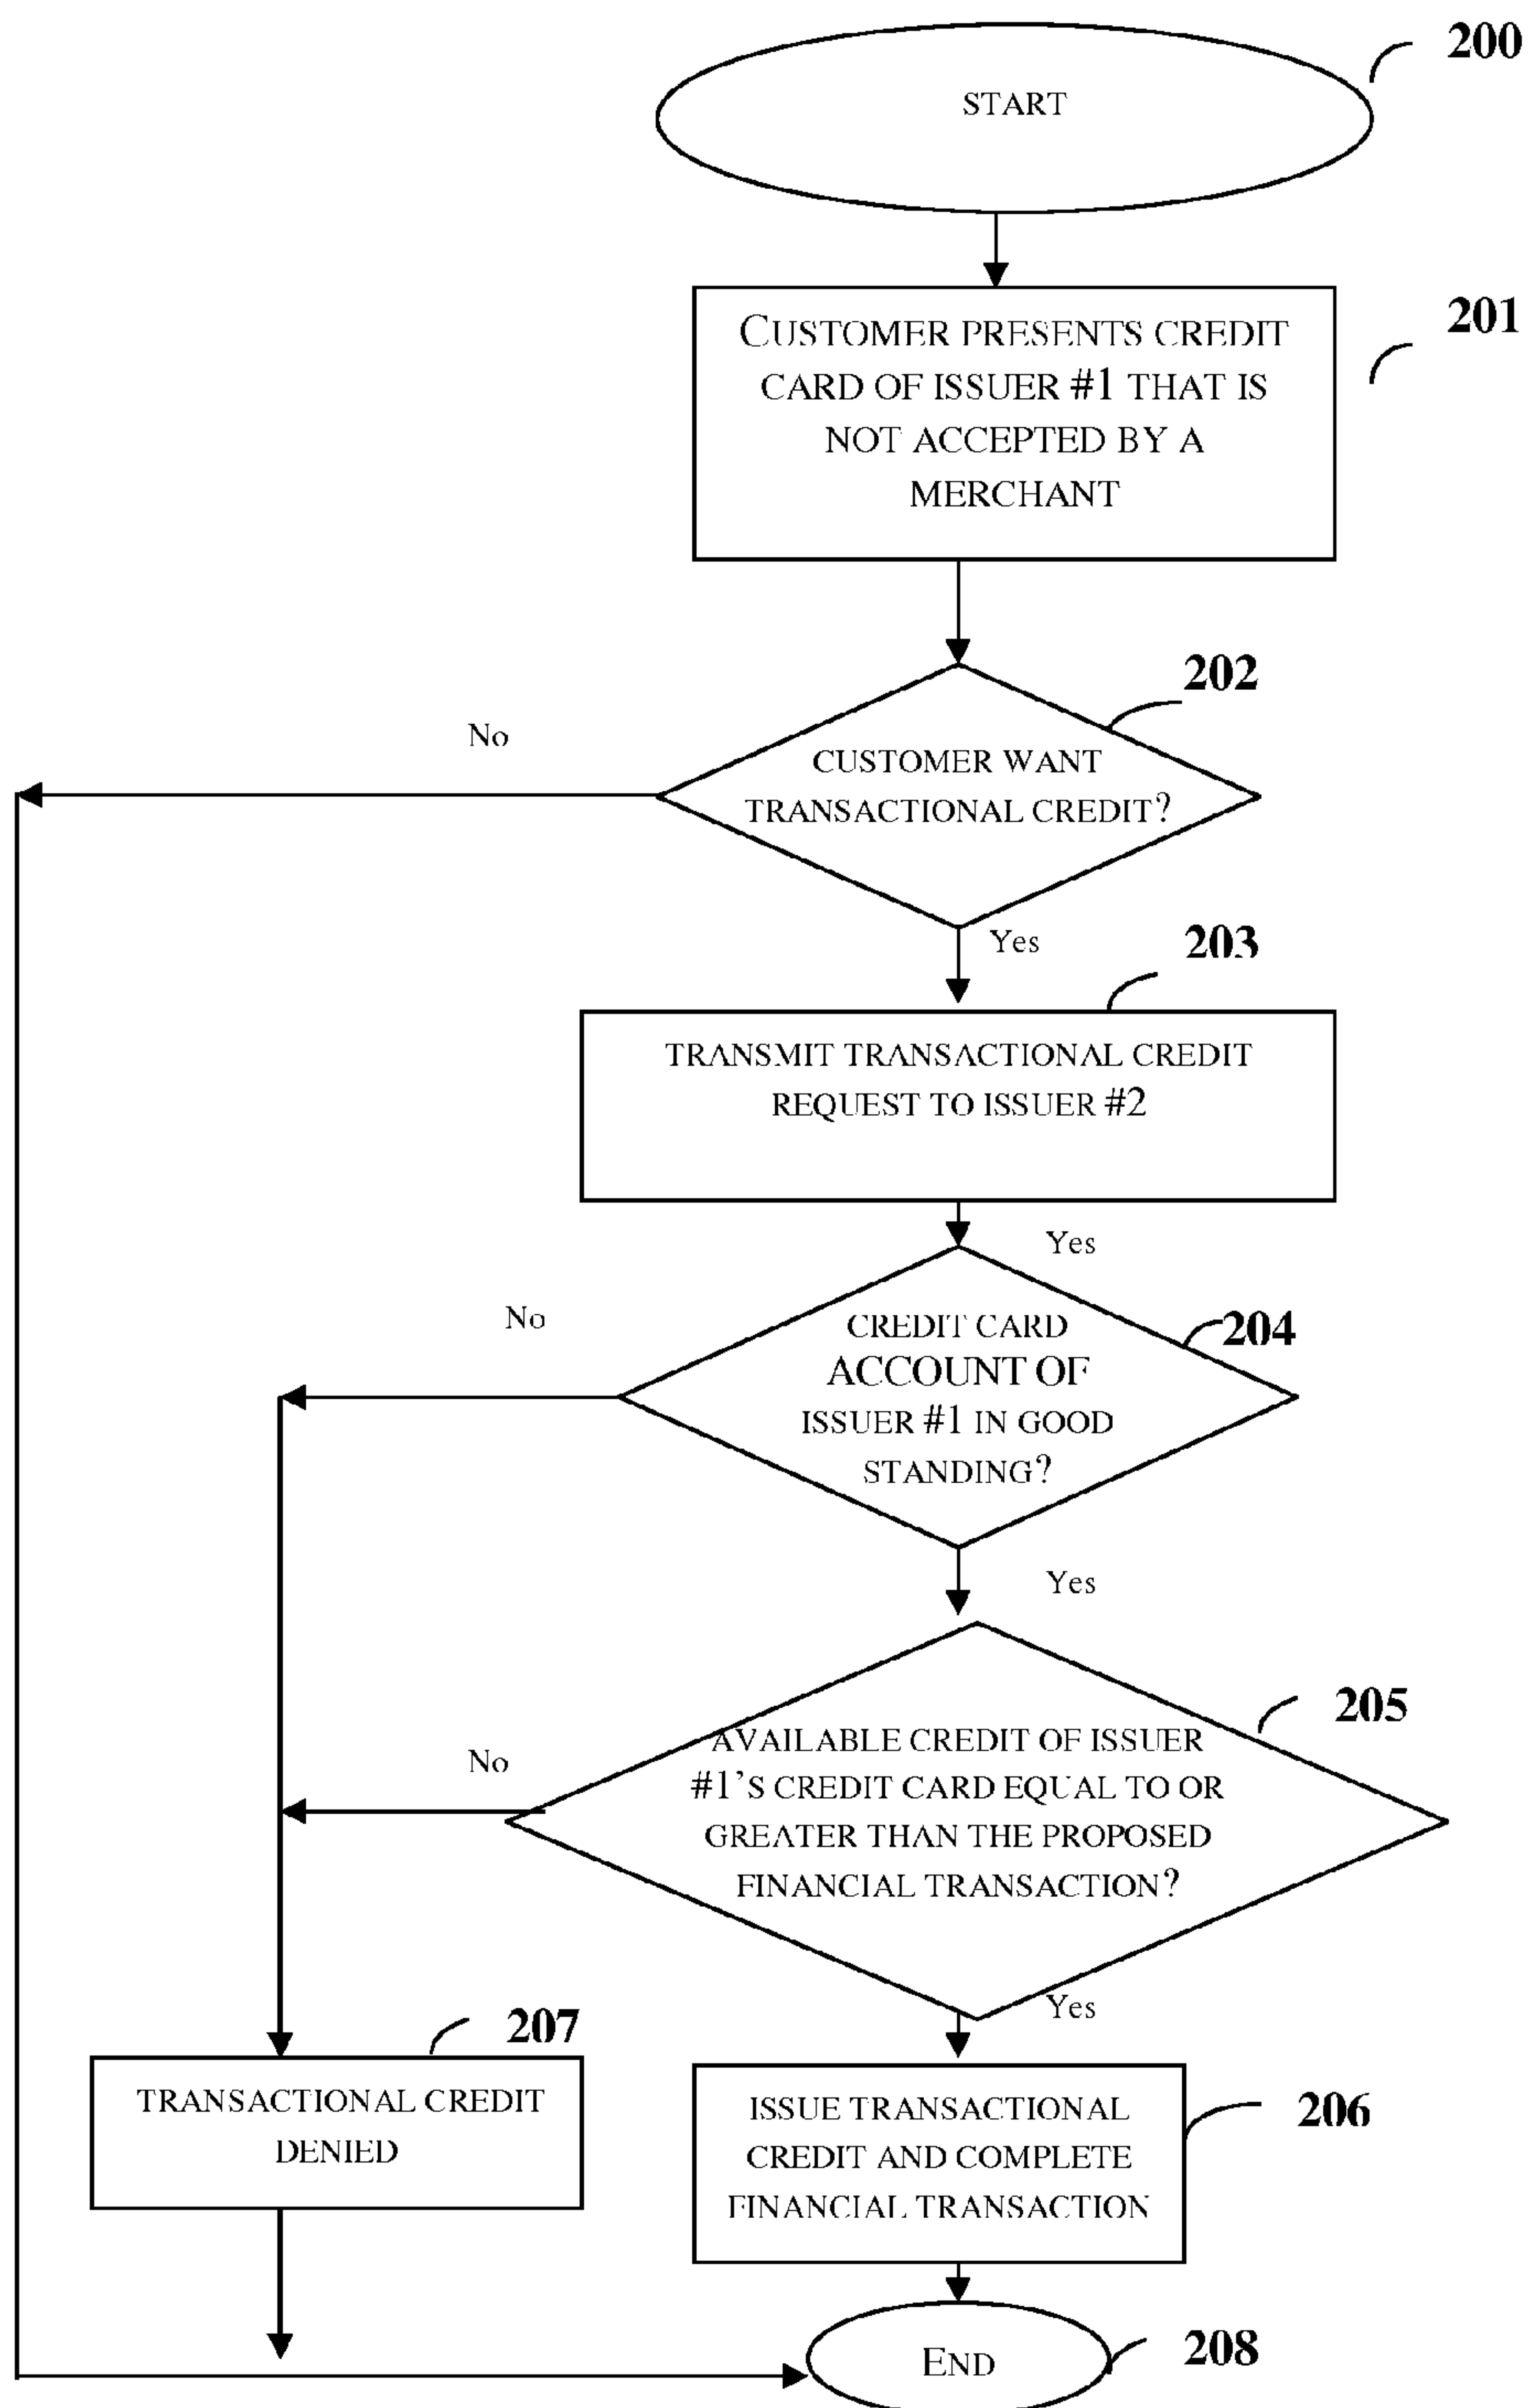 200
START
201
CUSTOMER PRESENTS CREDIT
CARD OF ISSUER #1 THAT IS
NOT ACCEPTED BY A
MERCHANT
202
No
CUSTOMER WANT
TRANSACTIONAL CREDIT?
Yes
203
TRANSMIT TRANSACTIONAL CREDIT
REQUEST TO ISSUER #2
Yes
No
204
CREDIT CARD
ACCOUNT OF
ISSUER #1 IN GOOD
STANDING?
Yes
205
No
AVAILABLE CREDIT OF ISSUER
#1'S CREDIT CARD EQUAL TO OR
GREATER THAN THE PROPOSED
FINANCIAL TRANSACTION?
Yes
207
TRANSACTIONAL CREDIT
DENIED
206
ISSUE TRANSACTIONAL
CREDIT AND COMPLETE
FINANCIAL TRANSACTION
208
END